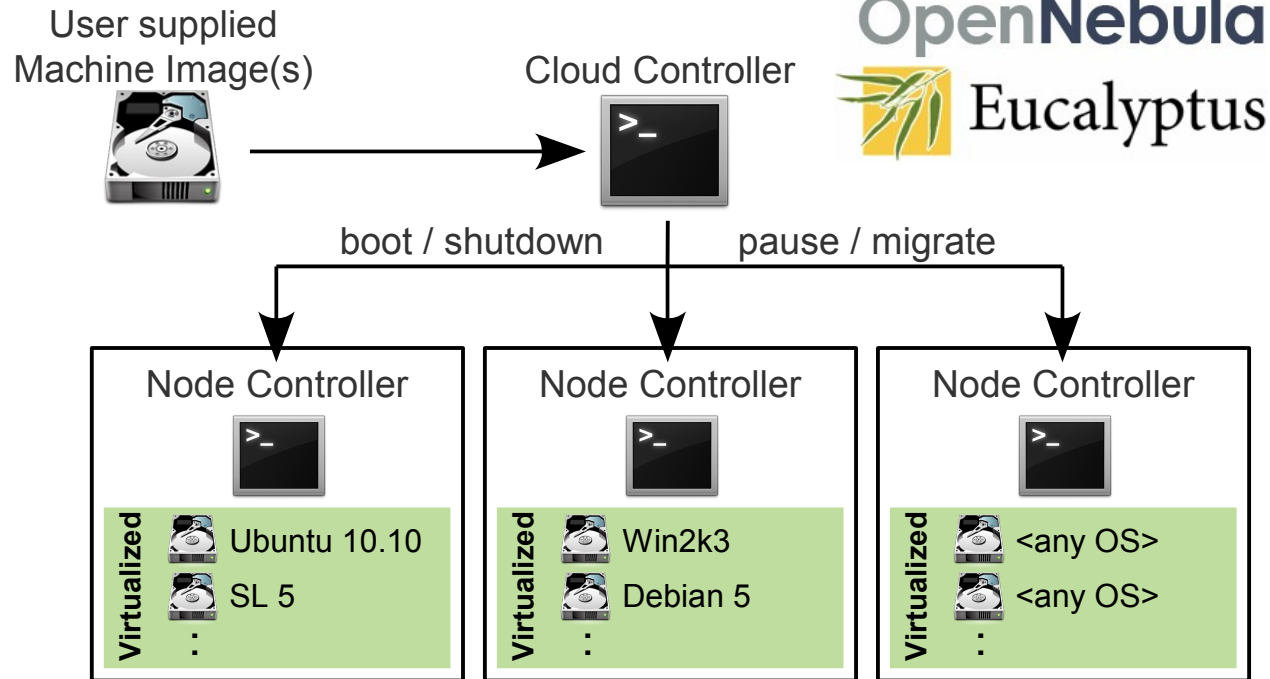 User supplied
Machine Image(s)
Cloud Controller
OpenNebula
Eucalyptus
>_
boot / shutdown
pause / migrate
Node Controller
>_
Virtualized
Ubuntu 10.10
SL 5
:
Node Controller
>_
Virtualized
Win2k3
Debian 5
:
Node Controller
>_
Virtualized
<any OS>
<any OS>
: